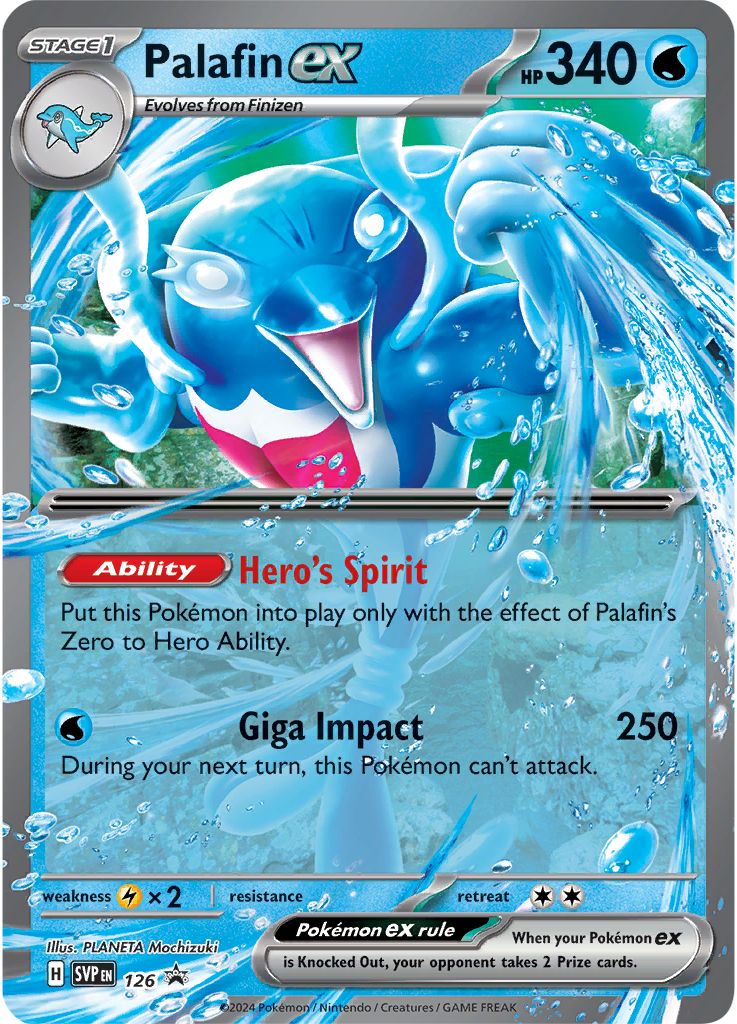 STAGE1
Palafin ex
HP 340
Evolves from Finizen
Ability Hero's Spirit
Put this Pokémon into play only with the effect of Palafin's
Zero to Hero Ability.
Giga Impact 250
During your next turn, this Pokémon can't attack.
weakness ×2 resistance retreat
Illus. PLANETA Mochizuki
Pokémon ex rule When your Pokémon ex
is Knocked Out, your opponent takes 2 Prize cards.
H SVP EN 126
©2024 Pokémon / Nintendo / Creatures / GAME FREAK